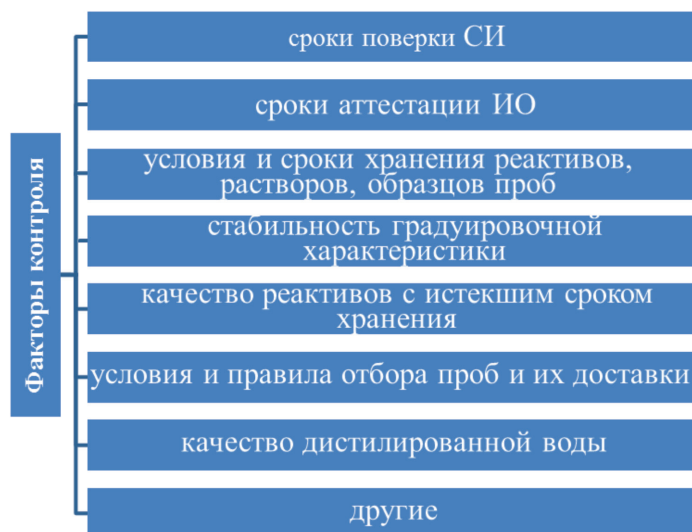 Факторы контроля
сроки поверки СИ
сроки аттестации ИО
условия и сроки хранения реактивов,
растворов, образцов проб
стабильность градуировочной
характеристики
качество реактивов с истекшим сроком
хранения
условия и правила отбора проб и их доставки
качество дистилированной воды
другие